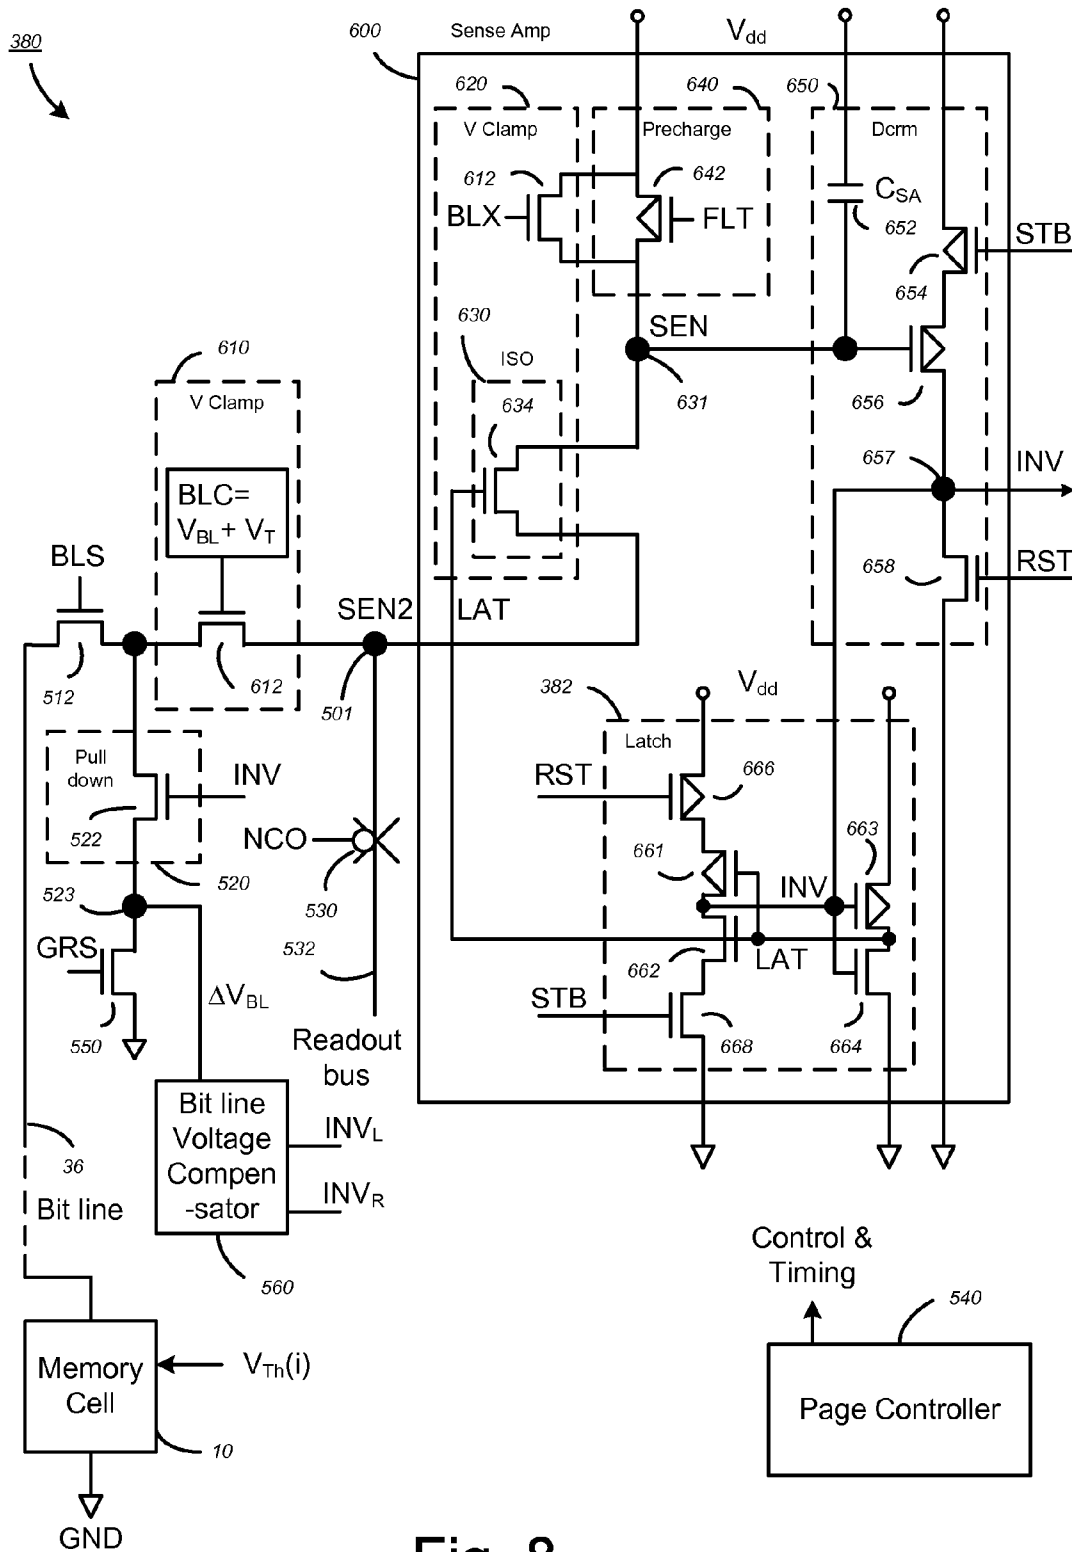 380
600
Sense Amp
Vdd
620
640
650
V Clamp
Precharge
Dcrm
612
642
BLX
FLT
CSA
652
STB
654
630
SEN
ISO
634
631
656
610
V Clamp
657
INV
BLC=
VBL + VT
BLS
658
RST
SEN2
LAT
512
612
501
382
Vdd
Latch
Pull
down
INV
RST
666
522
NCO
661
663
520
INV
523
530
GRS
532
LAT
662
ΔVBL
STB
550
668
664
Readout
bus
Bit line
Voltage
Compen
-sator
INVL
INVR
36
Bit line
560
Control &
Timing
540
Memory
Cell
VTh(i)
Page Controller
10
GND
Fig. 8